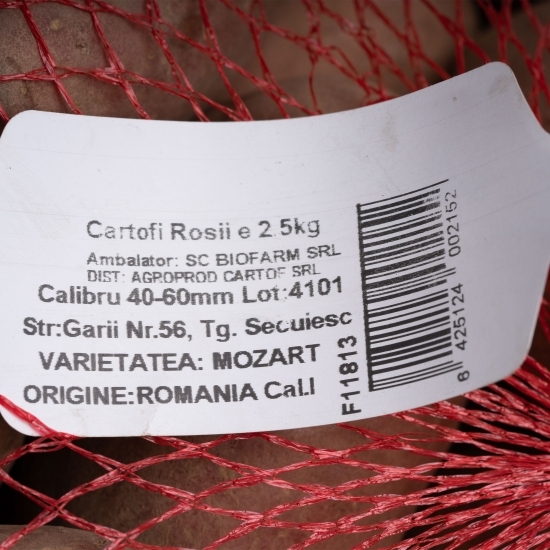 Cartofi Rosii e 2.5kg
Ambalator: SC BIOFARM SRL
DIST: AGROPROD CARTOF SRL
Calibru 40-60mm Lot:4101
Str:Garii Nr.56, Tg. Secuiesc
VARIETATEA: MOZART
ORIGINE:ROMANIA Cal.I
F11813
8 425124 002152